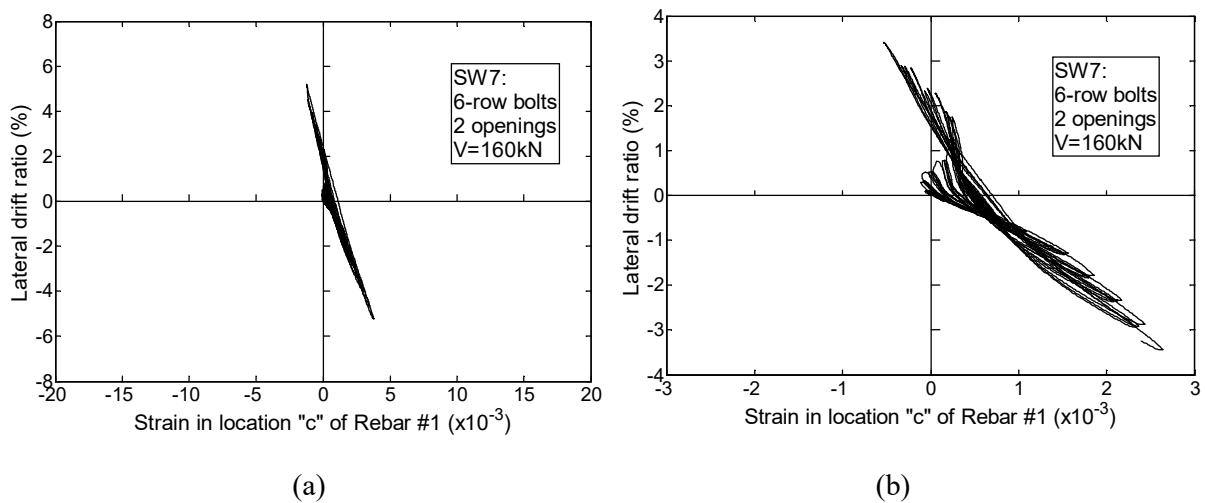 8
6
4
2
0
-2
-4
-6
-8
Lateral drift ratio (%)
SW7:
6-row bolts
2 openings
V=160kN
-20 -15 -10 -5 0 5 10 15 20
Strain in location "c" of Rebar #1 (x10-3)
(a)
4
3
2
1
0
-1
-2
-3
-4
Lateral drift ratio (%)
SW7:
6-row bolts
2 openings
V=160kN
-3 -2 -1 0 1 2 3
Strain in location "c" of Rebar #1 (x10-3)
(b)